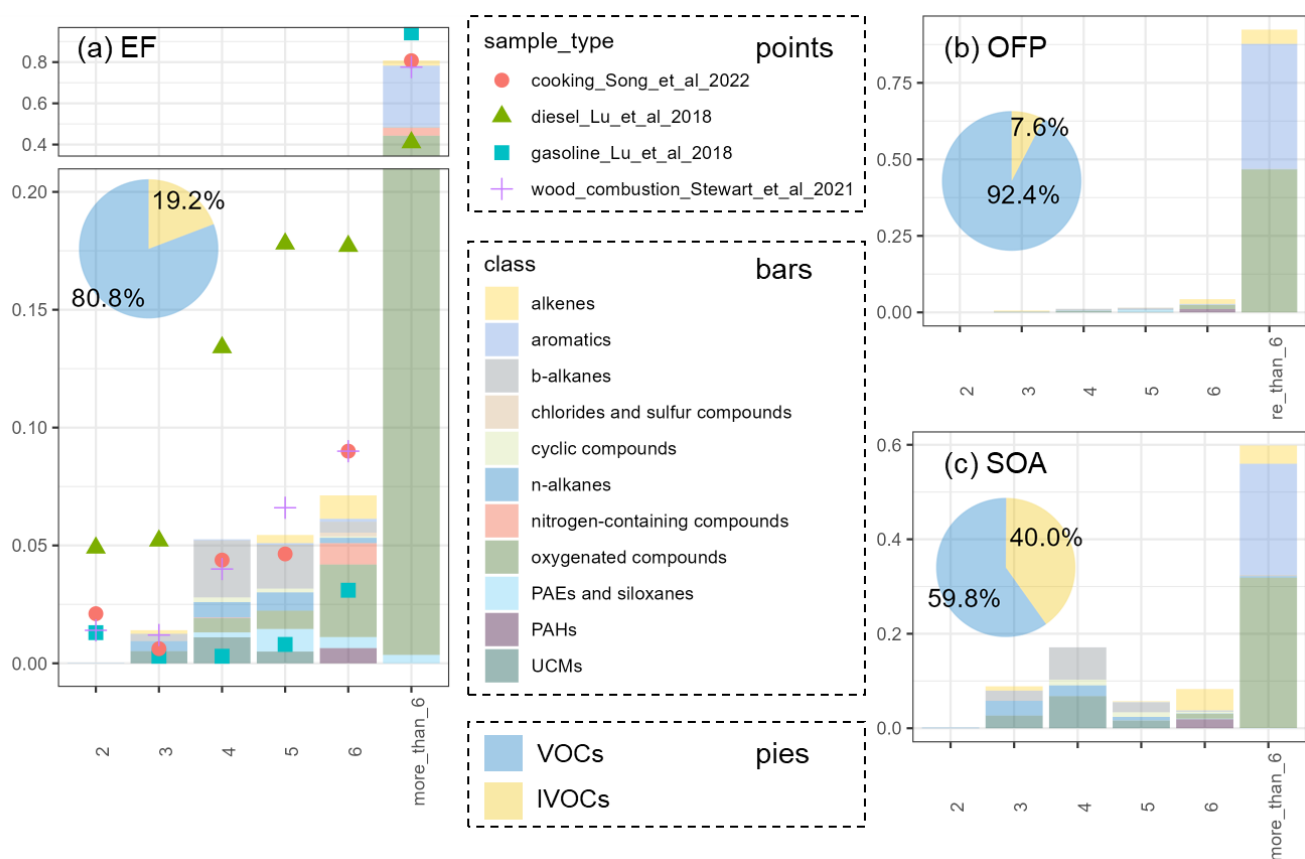 (a) EF
0.8
0.6
0.4
0.20
0.15
0.10
0.05
0.00
19.2%
80.8%
2
3
4
5
6
more_than_6
sample_type
points
cooking_Song_et_al_2022
diesel_Lu_et_al_2018
gasoline_Lu_et_al_2018
wood_combustion_Stewart_et_al_2021
class
bars
alkenes
aromatics
b-alkanes
chlorides and sulfur compounds
cyclic compounds
n-alkanes
nitrogen-containing compounds
oxygenated compounds
PAEs and siloxanes
PAHs
UCMs
pies
VOCs
IVOCs
(b) OFP
0.75
0.50
0.25
0.00
7.6%
92.4%
2
3
4
5
6
re_than_6
(c) SOA
0.6
0.4
0.2
0.0
40.0%
59.8%
2
3
4
5
6
more_than_6